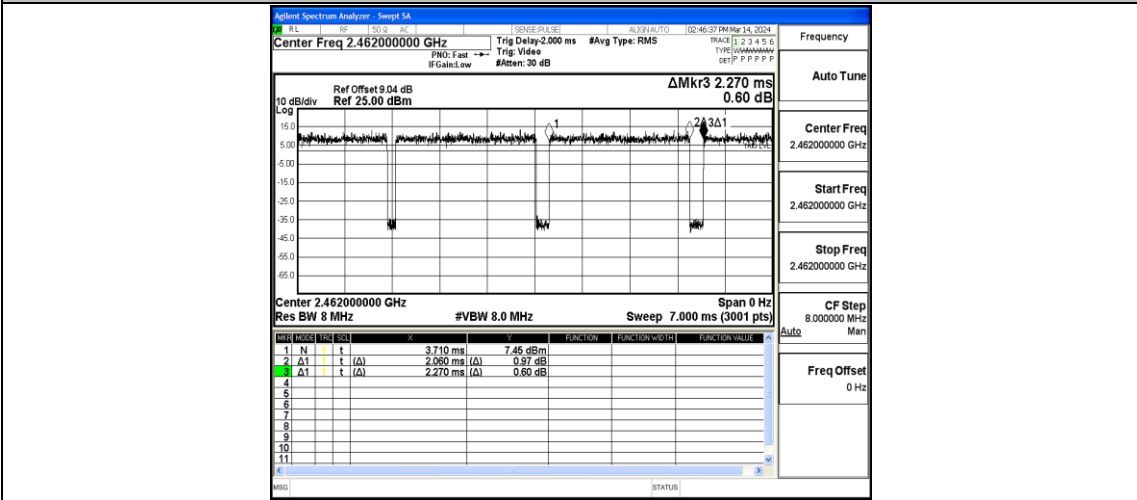 Agilent Spectrum Analyzer - Swept SA
RL RF 50 Ω AC SENSE:PULSE ALIGN AUTO 02:46:37 PM Mar 14, 2024
Center Freq 2.462000000 GHz Trig Delay-2.000 ms #Avg Type: RMS TRACE 1 2 3 4 5 6
PNO: Fast Trig: Video TYPE
IFGain:Low #Atten: 30 dB DET P P P P P P
Frequency
Auto Tune
Center Freq
2.462000000 GHz
Start Freq
2.462000000 GHz
Stop Freq
2.462000000 GHz
CF Step
8.000000 MHz
Auto Man
Freq Offset
0 Hz
ΔMkr3 2.270 ms
0.60 dB
Ref Offset 9.04 dB
10 dB/div Ref 25.00 dBm
Log
15.0
5.00
-5.00
-15.0
-25.0
-35.0
-45.0
-55.0
-65.0
1
2Δ 3Δ1
TRIG LVL
Center 2.462000000 GHz Span 0 Hz
Res BW 8 MHz #VBW 8.0 MHz Sweep 7.000 ms (3001 pts)
MKR MODE TRC SCL X Y FUNCTION FUNCTION WIDTH FUNCTION VALUE
1 N 1 t 3.710 ms 7.45 dBm
2 Δ1 1 t (Δ) 2.060 ms (Δ) 0.97 dB
3 Δ1 1 t (Δ) 2.270 ms (Δ) 0.60 dB
4
5
6
7
8
9
10
11
MSG STATUS